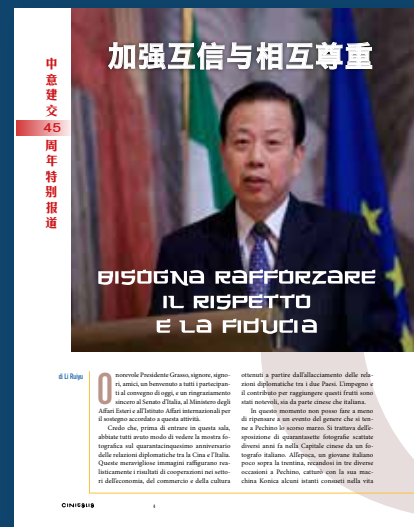 加强互信与相互尊重
中意建交
45
周年特别报道
BISOGNA RAFFORZARE
IL RISPETTO
E LA FIDUCIA
di Li Ruiyu
Onorevole Presidente Grasso, signore, signo-
ri, amici, un benvenuto a tutti i partecipan-
ti al convegno di oggi, e un ringraziamento
sincero al Senato d'Italia, al Ministero degli
Affari Esteri e all'Istituto Affari internazionali per
il sostegno accordato a questa attività.
Credo che, prima di entrare in questa sala,
abbiate tutti avuto modo di vedere la mostra fo-
tografica sul quarantacinquesimo anniversario
delle relazioni diplomatiche tra la Cina e l'Italia.
Queste meravigliose immagini raffigurano rea-
listicamente i risultati di cooperazioni nei setto-
ri dell'economia, del commercio e della cultura
ottenuti a partire dall'allacciamento delle rela-
zioni diplomatiche tra i due Paesi. L'impegno e
il contributo per raggiungere questi frutti sono
stati notevoli, sia da parte cinese che italiana.
In questo momento non posso fare a meno
di ripensare a un evento del genere che si ten-
ne a Pechino lo scorso marzo. Si trattava dell'e-
sposizione di quarantasette fotografie scattate
diversi anni fa nella Capitale cinese da un fo-
tografo italiano. All'epoca, un giovane italiano
poco sopra la trentina, recandosi in tre diverse
occasioni a Pechino, catturò con la sua mac-
china Konica alcuni istanti consueti nella vita
CINITALIA